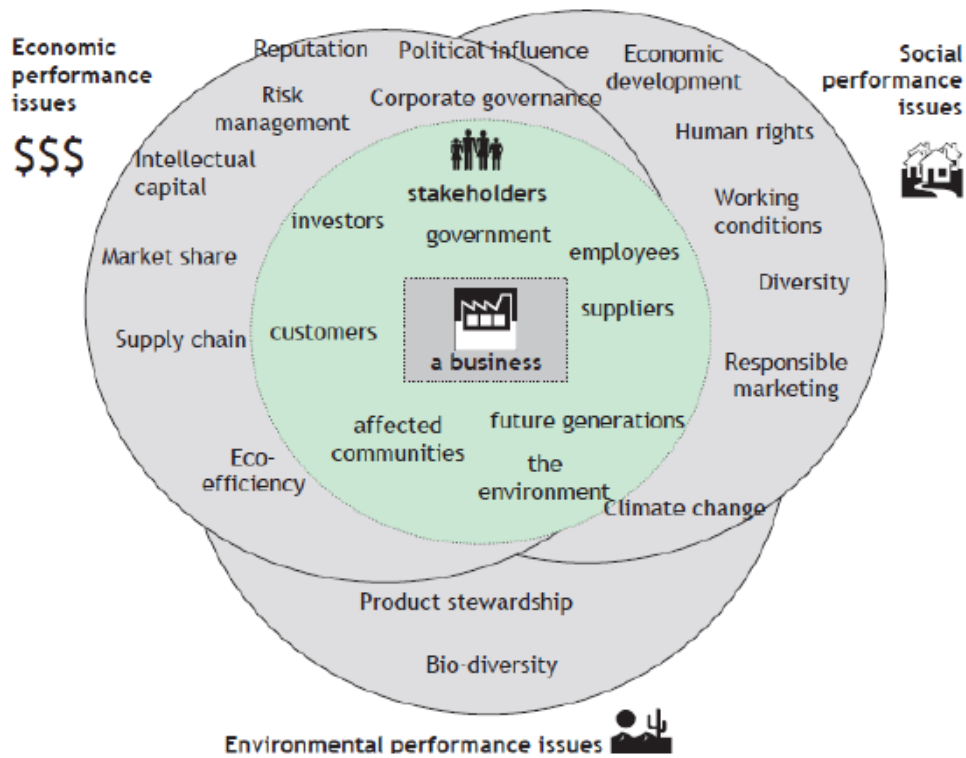 Economic
performance
issues
$$$
Reputation
Political influence
Economic
development
Social
performance
issues
Risk
management
Corporate governance
Human rights
Intellectual
capital
stakeholders
investors
government
employees
Working
conditions
Market share
Diversity
suppliers
Supply chain
customers
a business
Responsible
marketing
affected
communities
future generations
Eco-
efficiency
the
environment
Climate change
Product stewardship
Bio-diversity
Environmental performance issues